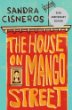 SANDRA
CISNEROS
THE HOUSE
ON MANGO
STREET